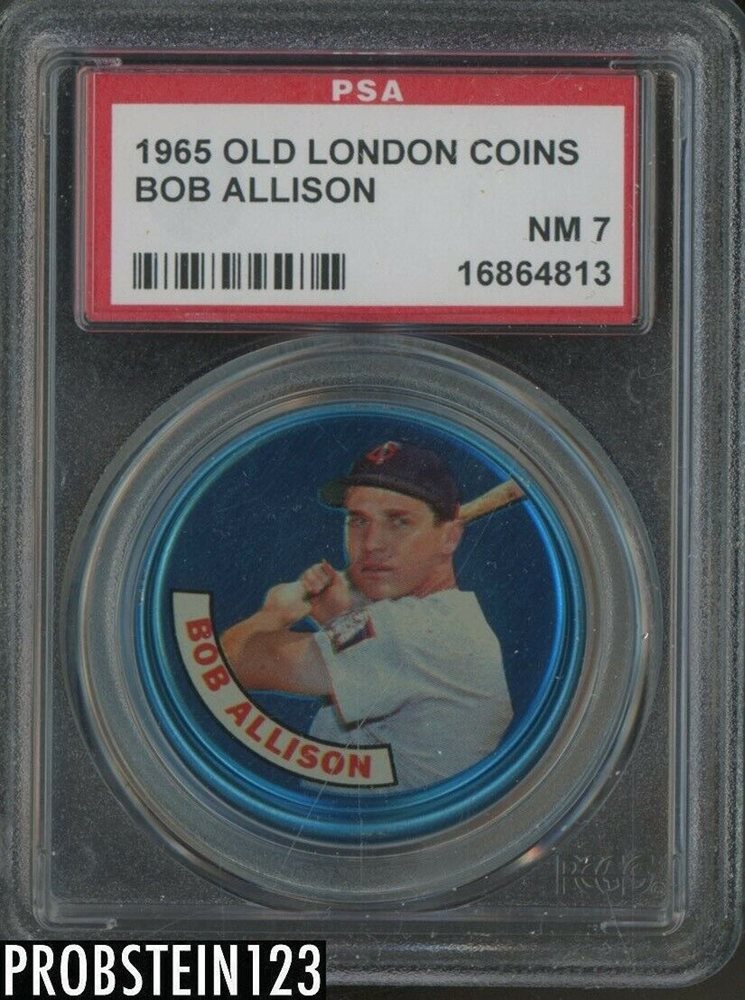 PSA
1965 OLD LONDON COINS
BOB ALLISON
NM 7
16864813
BOB ALLISON
PROBSTEIN123